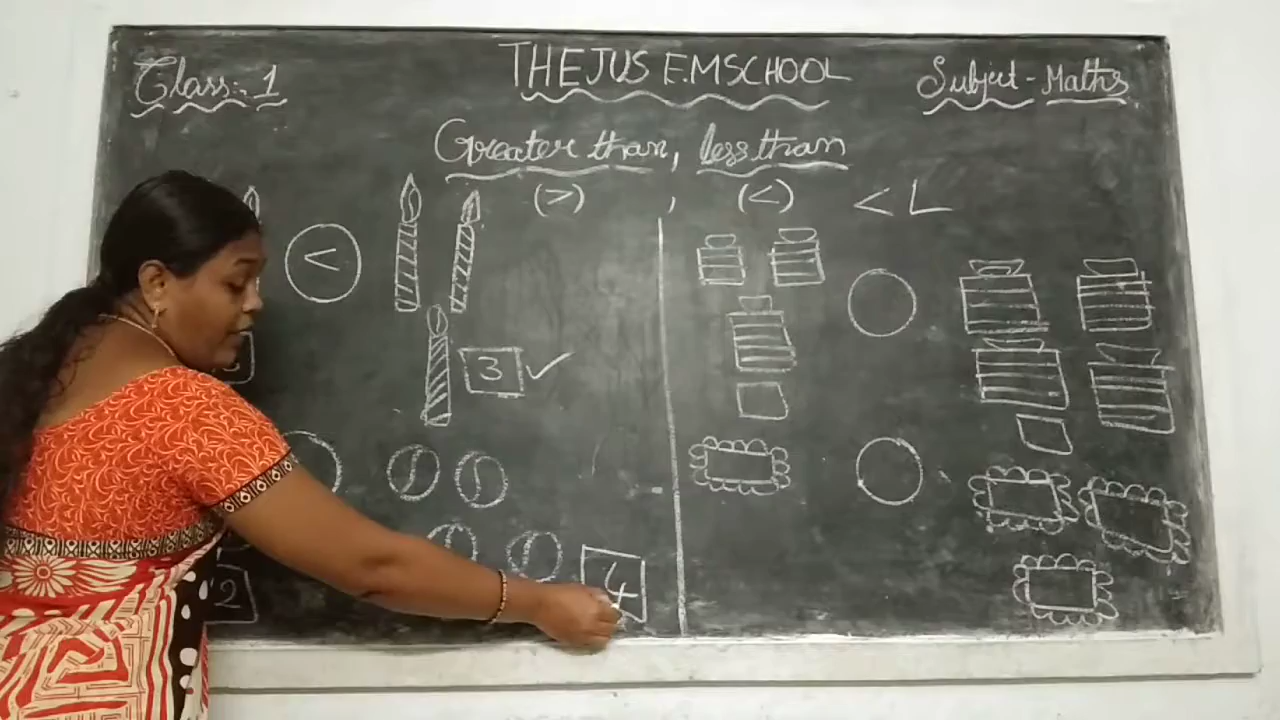 Class:- 1
THEJUS E.M SCHOOL
Subject - Maths
Greater than, less than
(>) , (<) < L
<
3
2
4